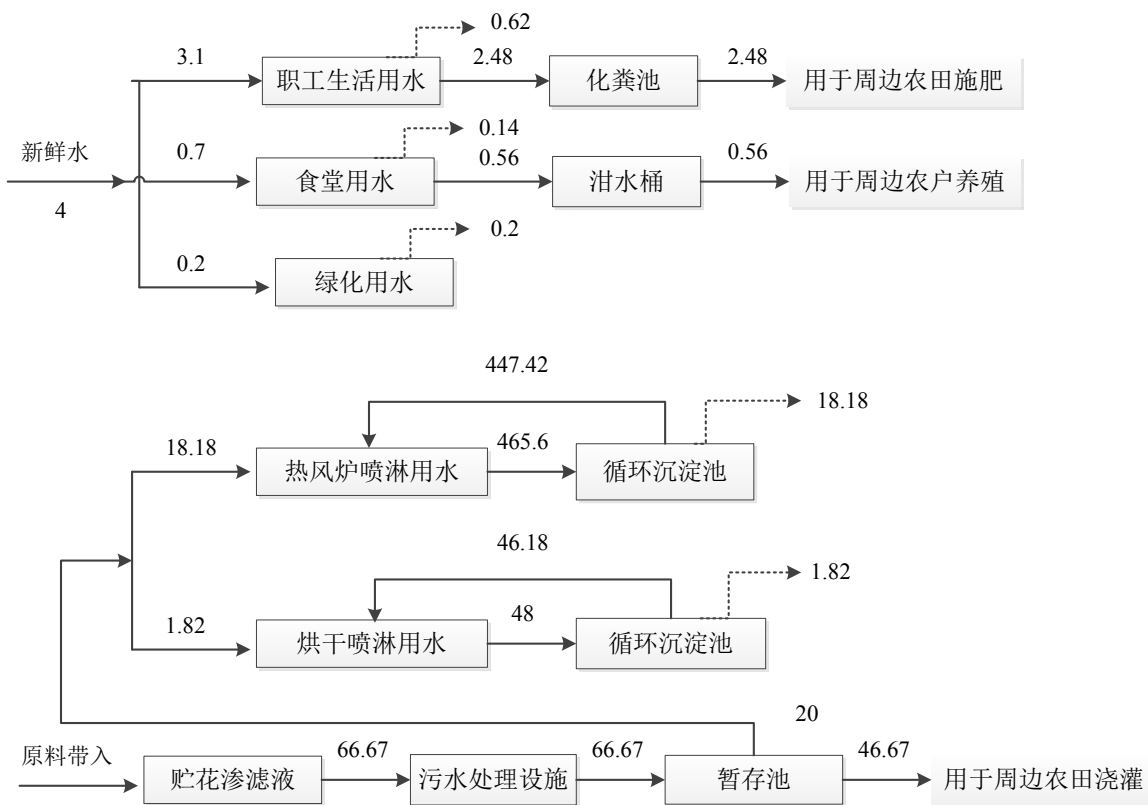 0.62
3.1
职工生活用水
2.48
化粪池
2.48
用于周边农田施肥
新鲜水
4
0.7
食堂用水
0.14
0.56
泔水桶
0.56
用于周边农户养殖
0.2
绿化用水
0.2
447.42
18.18
18.18
热风炉喷淋用水
465.6
循环沉淀池
46.18
1.82
1.82
烘干喷淋用水
48
循环沉淀池
20
原料带入
贮花渗滤液
66.67
污水处理设施
66.67
暂存池
46.67
用于周边农田浇灌